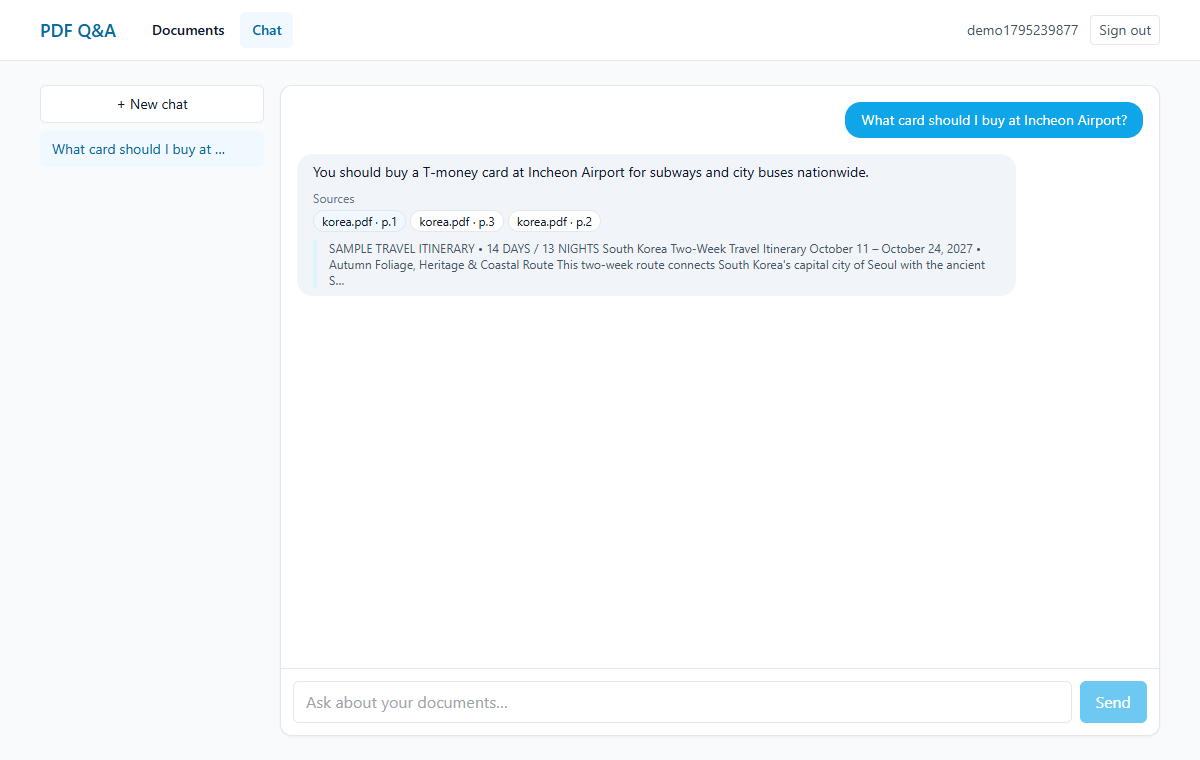 PDF Q&A
Documents
Chat
demo1795239877
Sign out
+ New chat
What card should I buy at ...
What card should I buy at Incheon Airport?
You should buy a T-money card at Incheon Airport for subways and city buses nationwide.
Sources
korea.pdf · p.1
korea.pdf · p.3
korea.pdf · p.2
SAMPLE TRAVEL ITINERARY • 14 DAYS / 13 NIGHTS South Korea Two-Week Travel Itinerary October 11 – October 24, 2027 •
Autumn Foliage, Heritage & Coastal Route This two-week route connects South Korea's capital city of Seoul with the ancient
S...
Ask about your documents...
Send